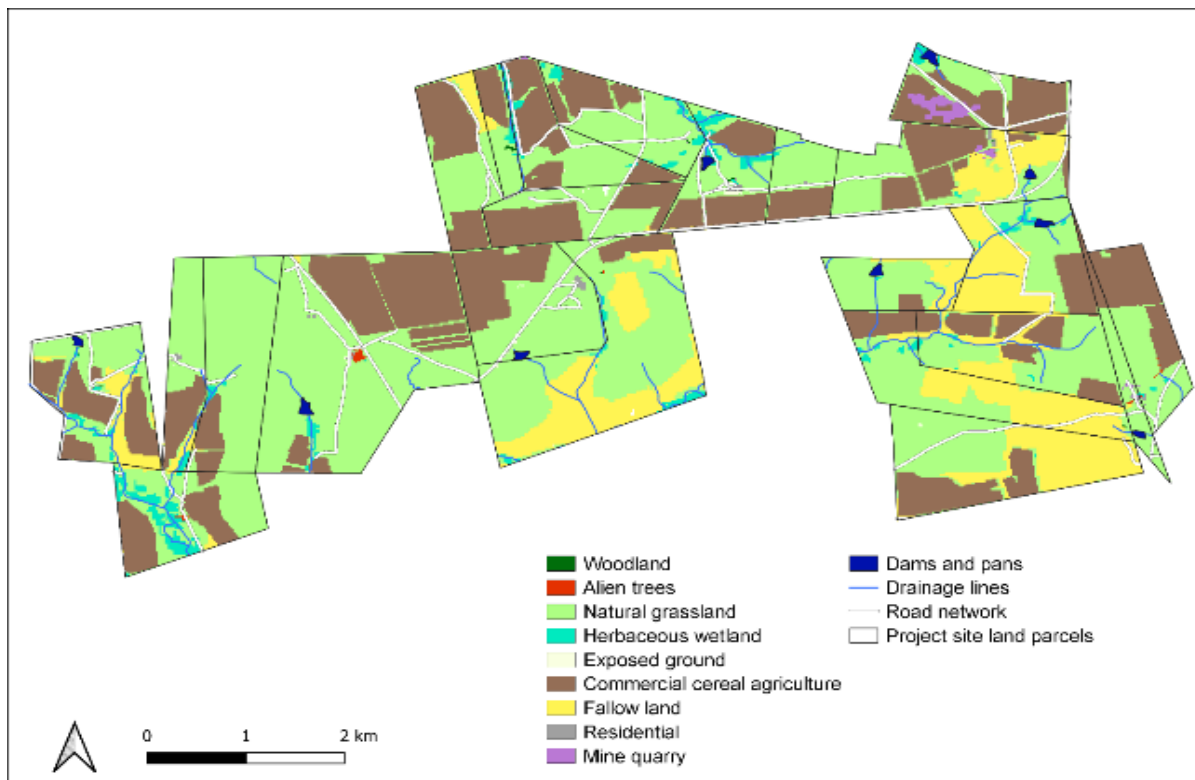 Woodland
Alien trees
Natural grassland
Herbaceous wetland
Exposed ground
Commercial cereal agriculture
Fallow land
Residential
Mine quarry
Dams and pans
Drainage lines
Road network
Project site land parcels
0 1 2 km